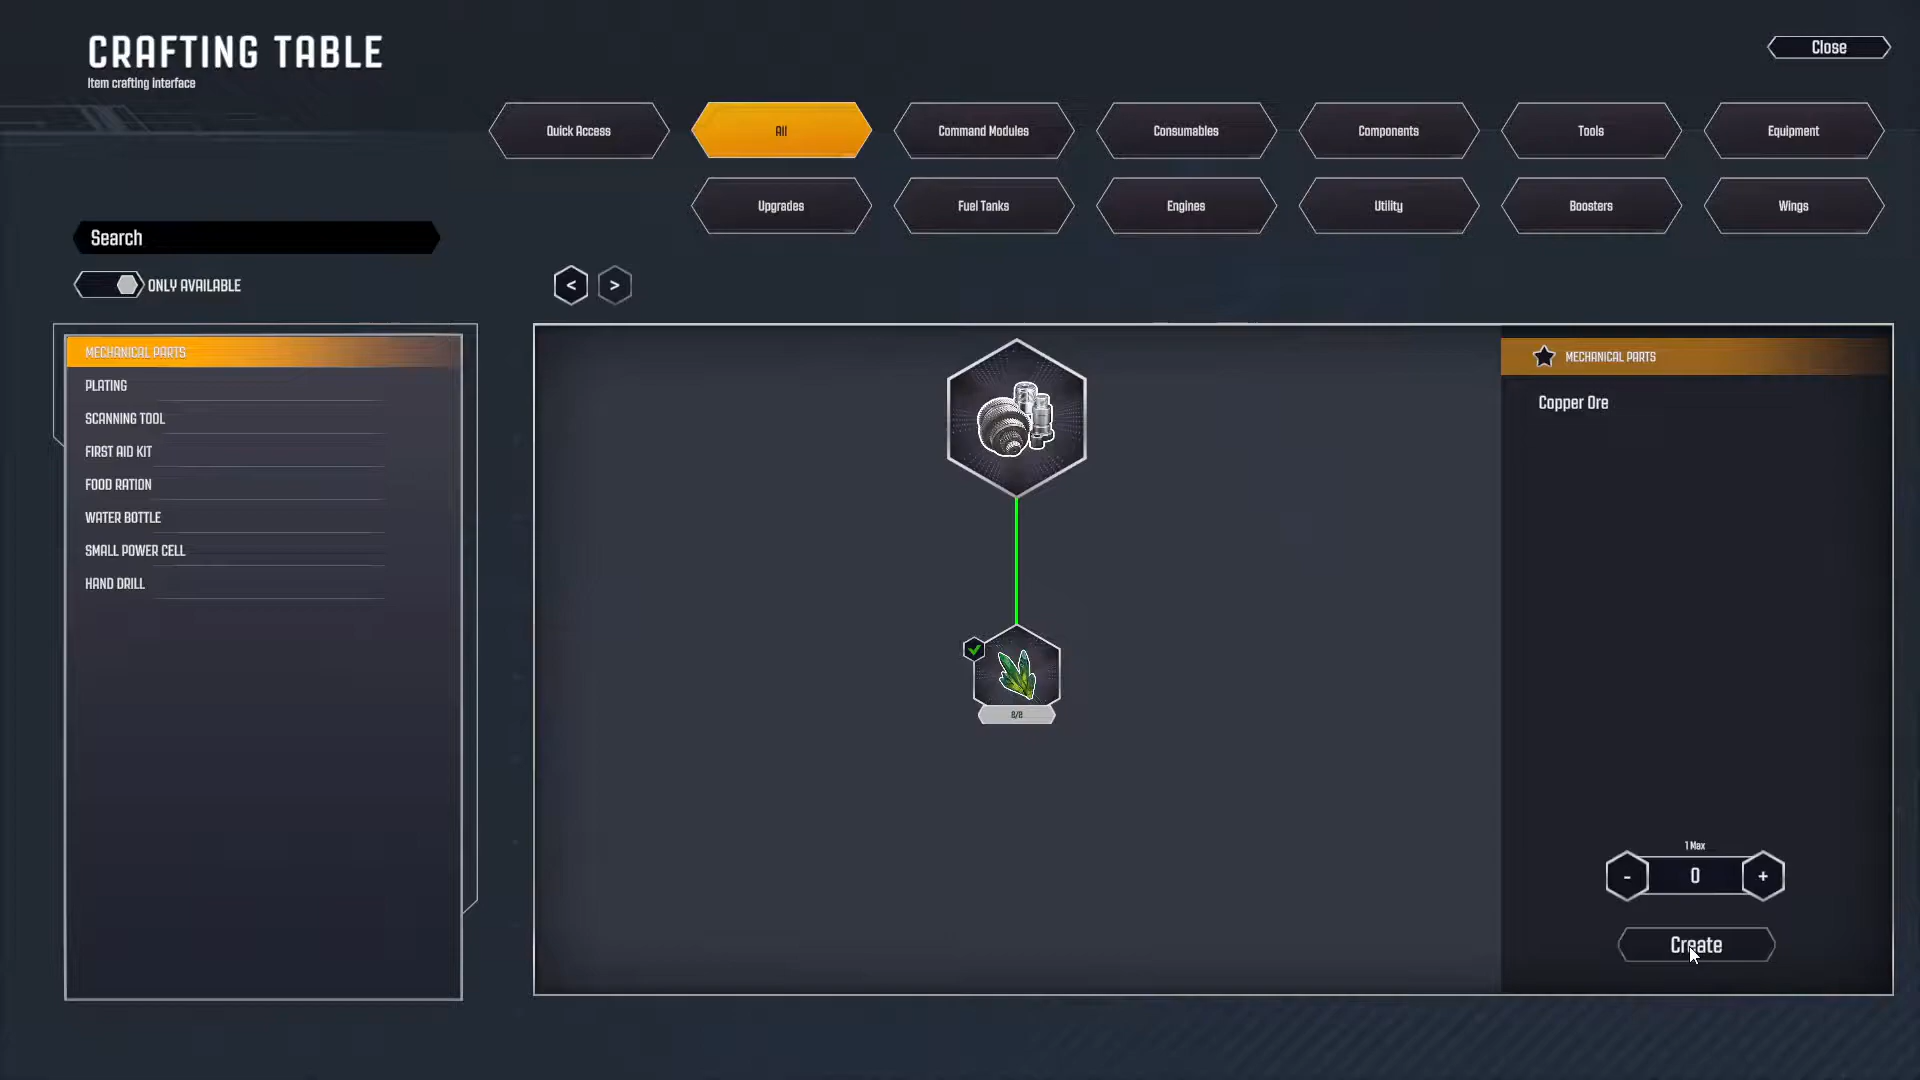 CRAFTING TABLE
Item crafting interface
Close
Quick Access
All
Command Modules
Consumables
Components
Tools
Equipment
Upgrades
Fuel Tanks
Engines
Utility
Boosters
Wings
Search
ONLY AVAILABLE
<
>
MECHANICAL PARTS
PLATING
SCANNING TOOL
FIRST AID KIT
FOOD RATION
WATER BOTTLE
SMALL POWER CELL
HAND DRILL
8/8
MECHANICAL PARTS
Copper Ore
1 Max
- 0 +
Create